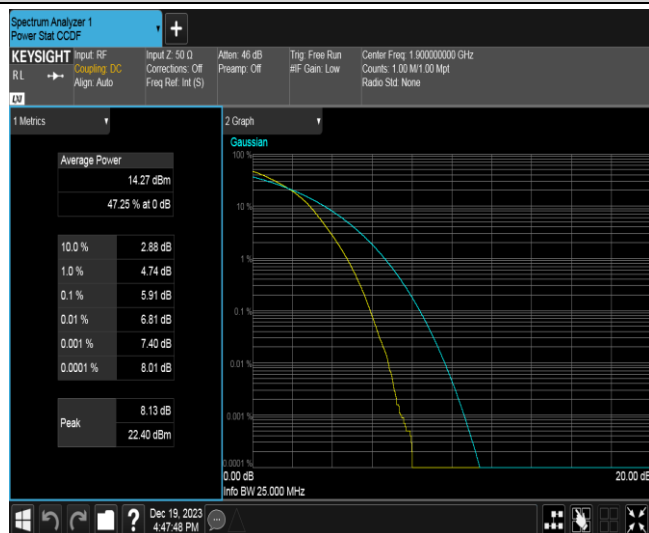 Spectrum Analyzer 1
Power Stat CCDF
+
KEYSIGHT
RL
LXI
Input: RF
Coupling: DC
Align: Auto
Input Z: 50 Ω
Corrections: Off
Freq Ref: Int (S)
Atten: 46 dB
Preamp: Off
Trig: Free Run
#IF Gain: Low
Center Freq: 1.900000000 GHz
Counts: 1.00 M/1.00 Mpt
Radio Std: None
1 Metrics
Average Power
14.27 dBm
47.25 % at 0 dB
10.0 % 2.88 dB
1.0 % 4.74 dB
0.1 % 5.91 dB
0.01 % 6.81 dB
0.001 % 7.40 dB
0.0001 % 8.01 dB
Peak
8.13 dB
22.40 dBm
2 Graph
Gaussian
100 %
10 %
1 %
0.1 %
0.01 %
0.001 %
0.0001 %
0.00 dB 20.00 dB
Info BW 25.000 MHz
?
Dec 19, 2023
4:47:48 PM